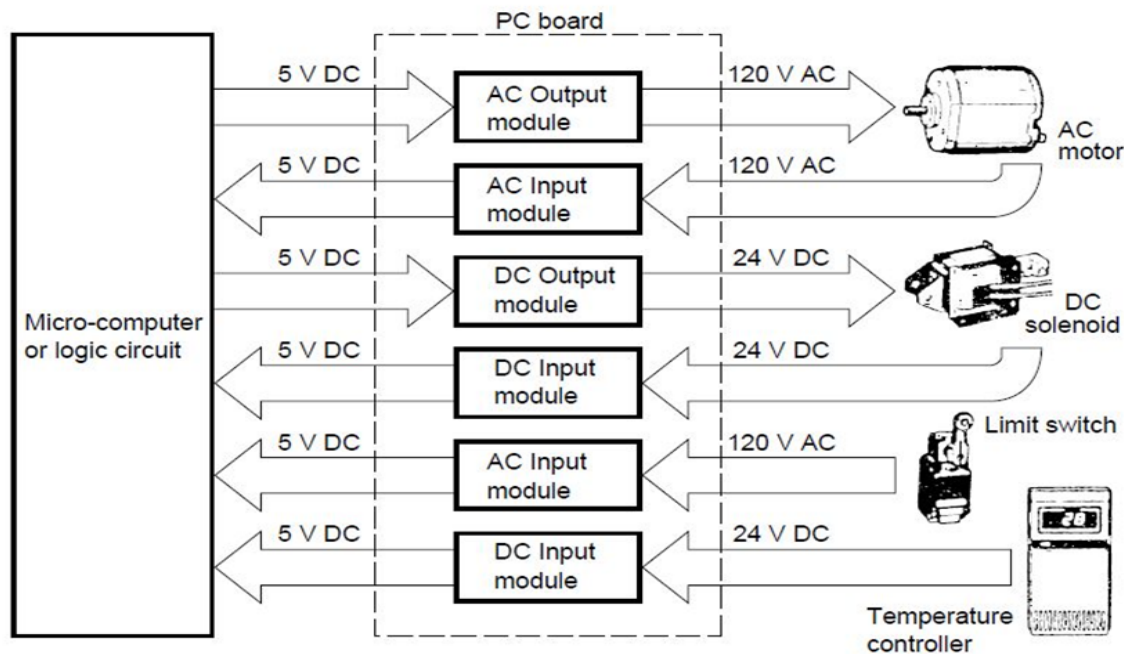 PC board
5 V DC
AC Output
module
120 V AC
AC
motor
5 V DC
AC Input
module
120 V AC
5 V DC
DC Output
module
24 V DC
DC
solenoid
Micro-computer
or logic circuit
5 V DC
DC Input
module
24 V DC
Limit switch
5 V DC
AC Input
module
120 V AC
5 V DC
DC Input
module
24 V DC
20
Temperature
controller